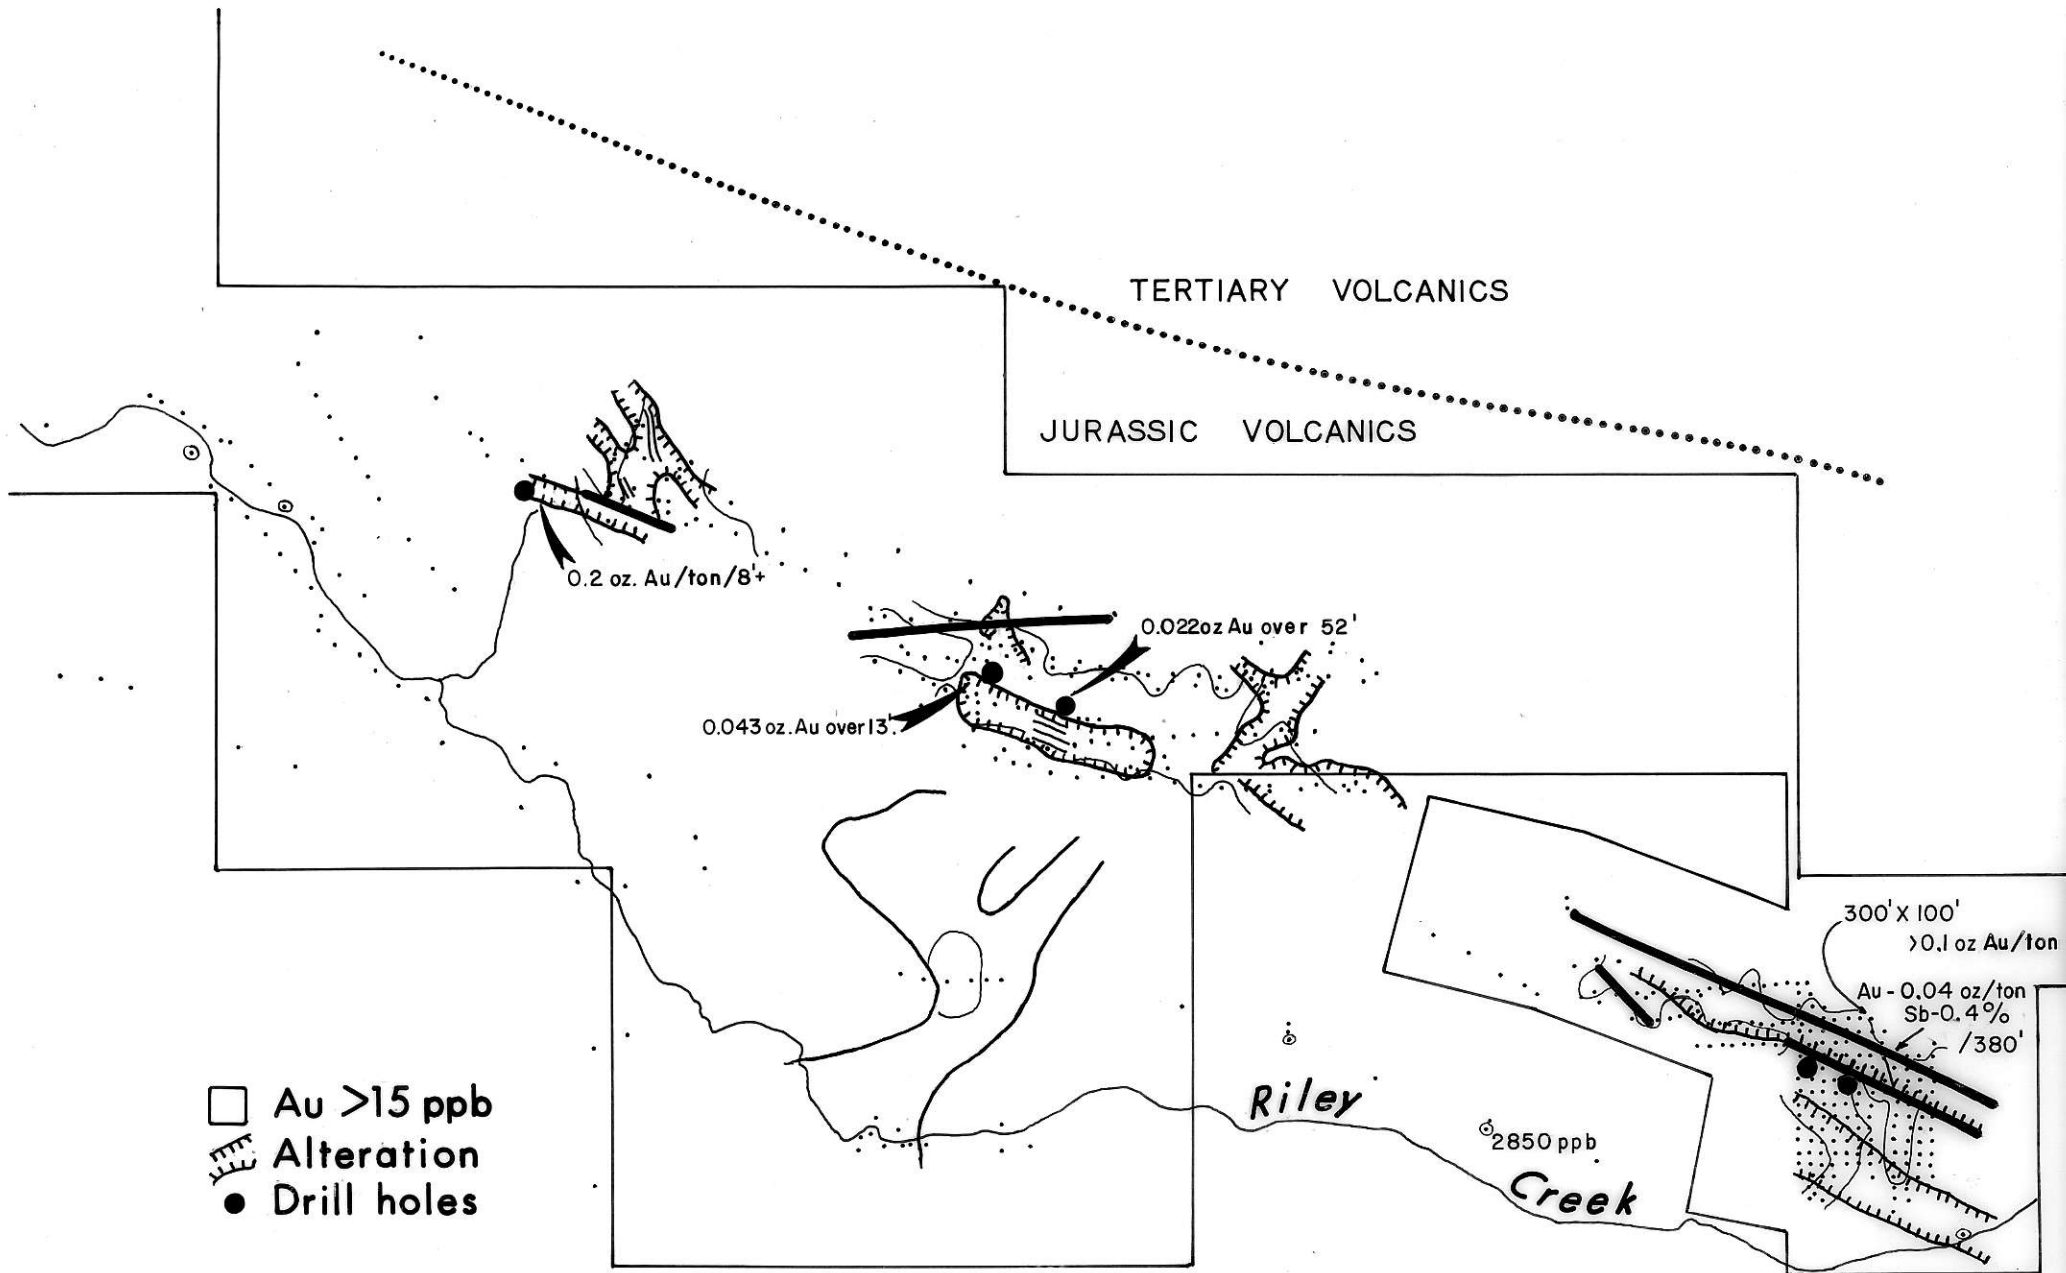 TERTIARY VOLCANICS
JURASSIC VOLCANICS
0.2 oz. Au/ton/8'+
0.022oz Au over 52'
0.043 oz. Au over 13'
300' X 100'
>0.1 oz Au/ton
Au - 0.04 oz/ton
Sb-0.4%
/380'
Riley
Creek
2850 ppb
Au >15 ppb
Alteration
Drill holes